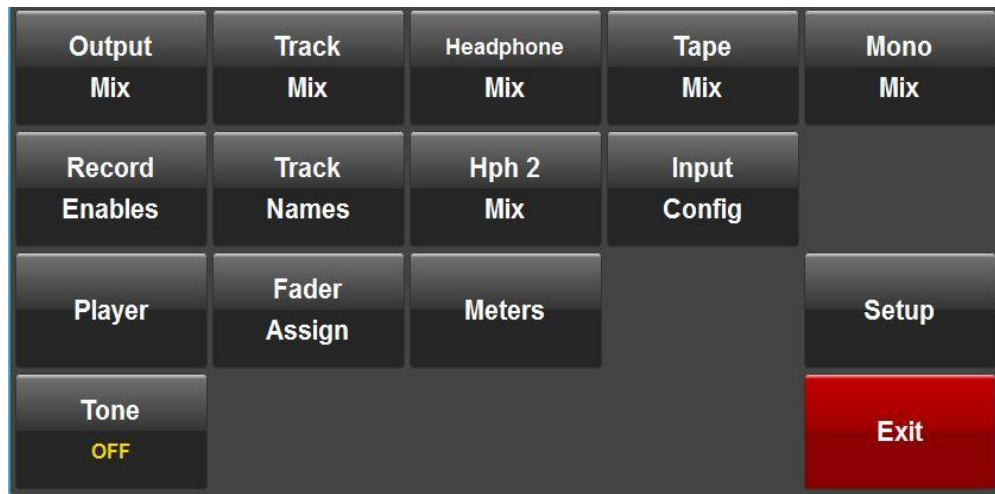 Output Mix
Track Mix
Headphone Mix
Tape Mix
Mono Mix
Record Enables
Track Names
Hph 2 Mix
Input Config
Player
Fader Assign
Meters
Setup
Tone
OFF
Exit